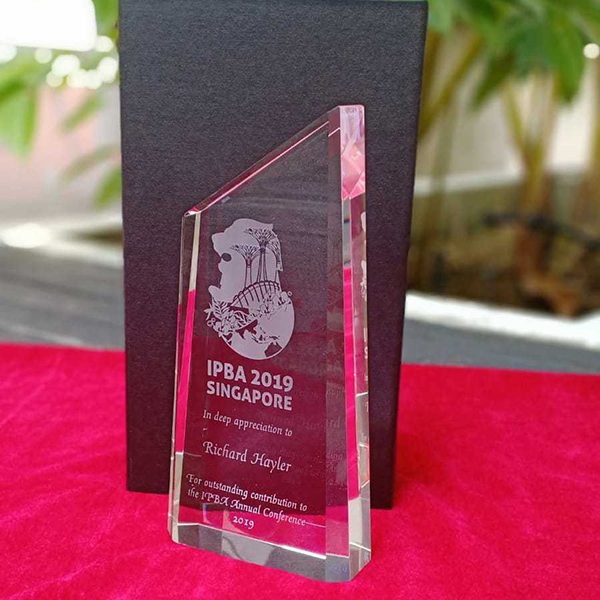 IPBA 2019
SINGAPORE
In deep appreciation to
Richard Hayler
For outstanding contribution to
the IPBA Annual Conference
2019